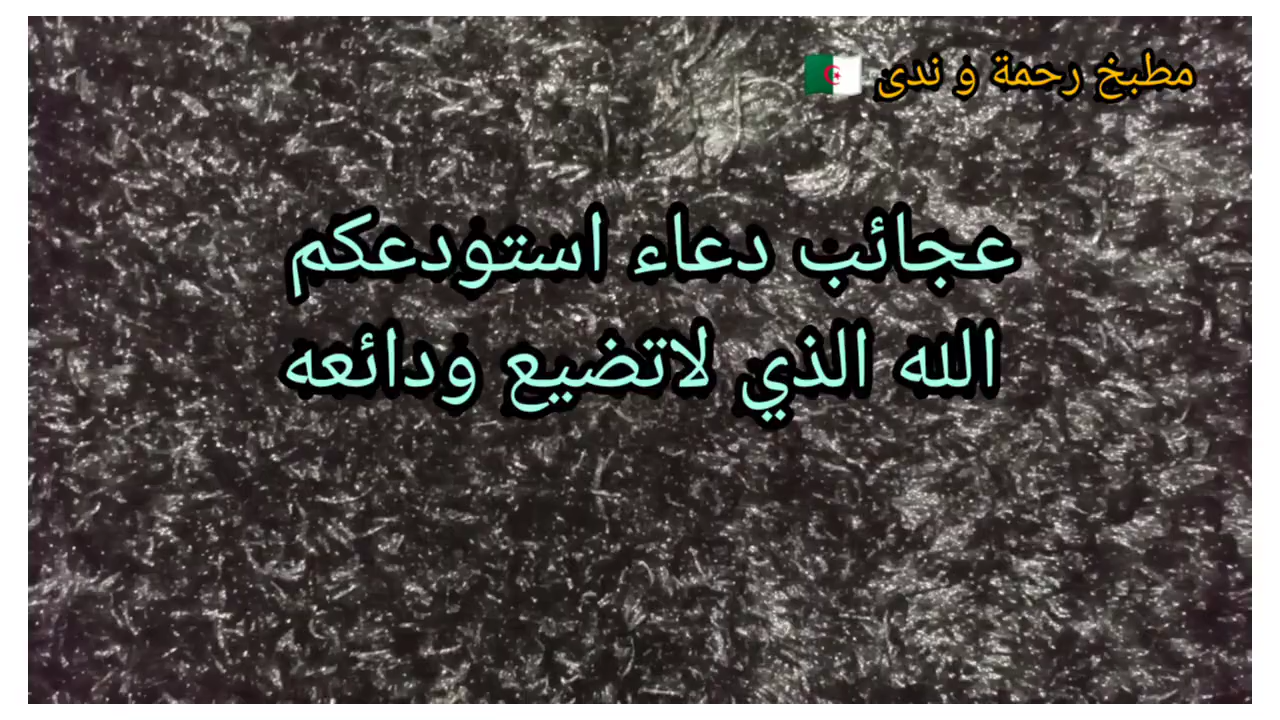 مطبخ رحمة و ندى 🇩🇿
عجائب دعاء استودعكم
الله الذي لاتضيع ودائعه